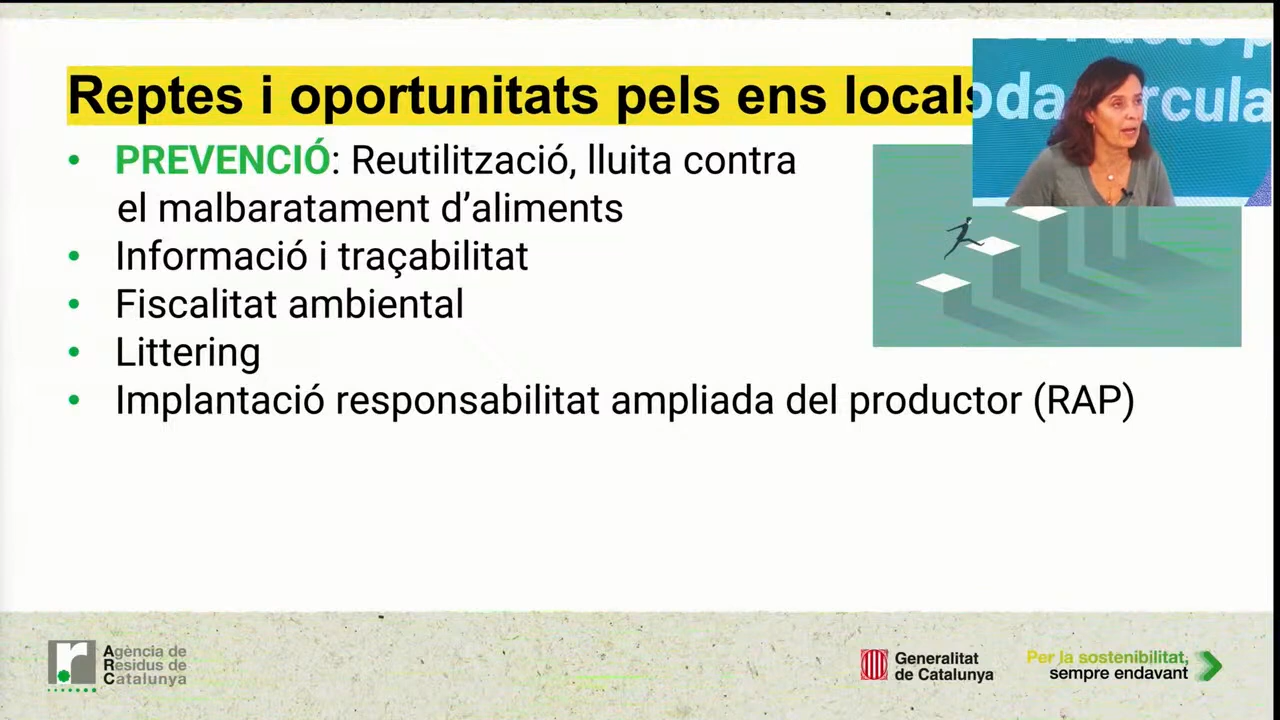 Reptes i oportunitats pels ens locals
PREVENCIÓ: Reutilització, lluita contra
el malbaratament d’aliments
Informació i traçabilitat
Fiscalitat ambiental
Littering
Implantació responsabilitat ampliada del productor (RAP)
Agència de
Residus de
Catalunya
Generalitat
de Catalunya
Per la sostenibilitat,
sempre endavant